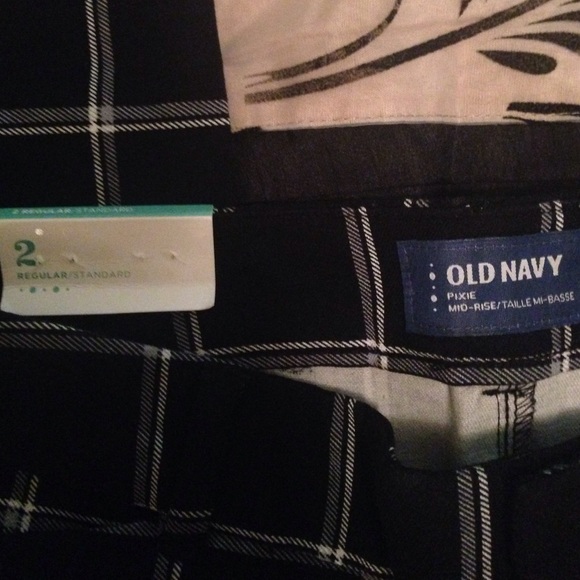 2 REGULAR/STANDARD
2
REGULAR/STANDARD
OLD NAVY
PIXIE
MID-RISE/TAILLE MI-BASSE